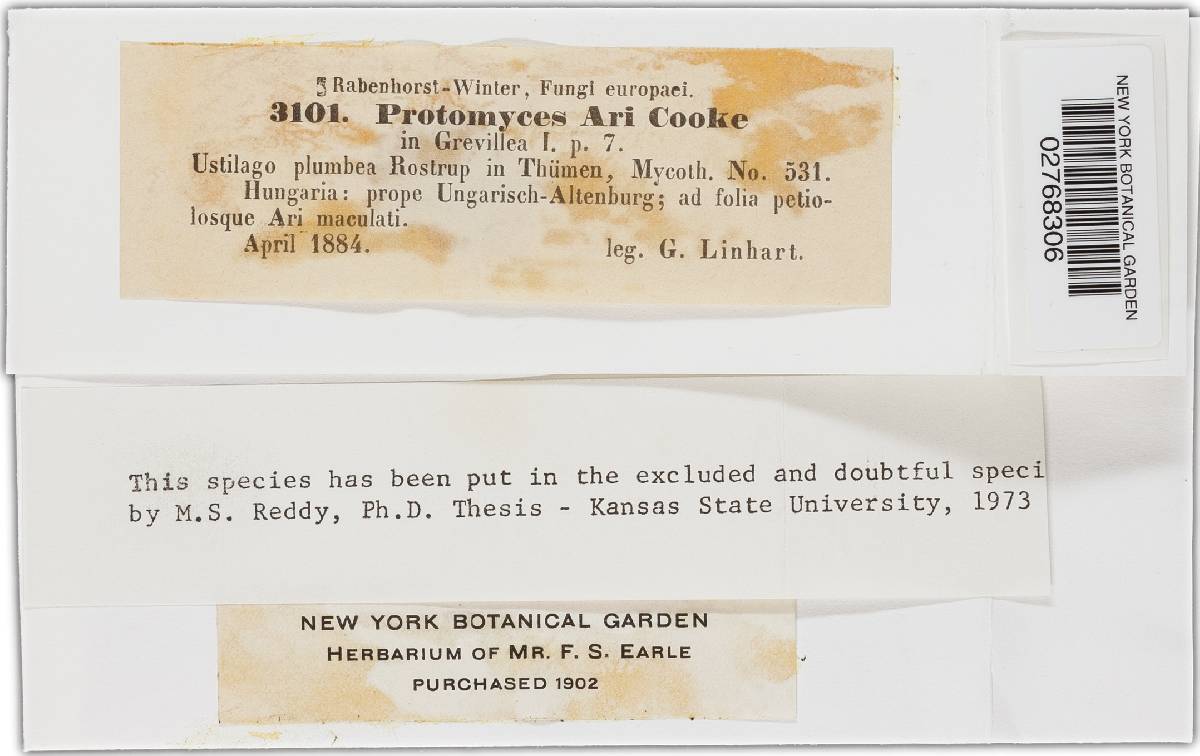 Rabenhorst-Winter, Fungi europaei.
3101. Protomyces Ari Cooke
in Grevillea I. p. 7.
Ustilago plumbea Rostrup in Thümen, Mycoth. No. 531.
Hungaria: prope Ungarisch-Altenburg; ad folia petio-
losque Ari maculati.
April 1884. leg. G. Linhart.
NEW YORK BOTANICAL GARDEN
02768306
This species has been put in the excluded and doubtful speci
by M.S. Reddy, Ph.D. Thesis - Kansas State University, 1973
NEW YORK BOTANICAL GARDEN
HERBARIUM OF MR. F. S. EARLE
PURCHASED 1902